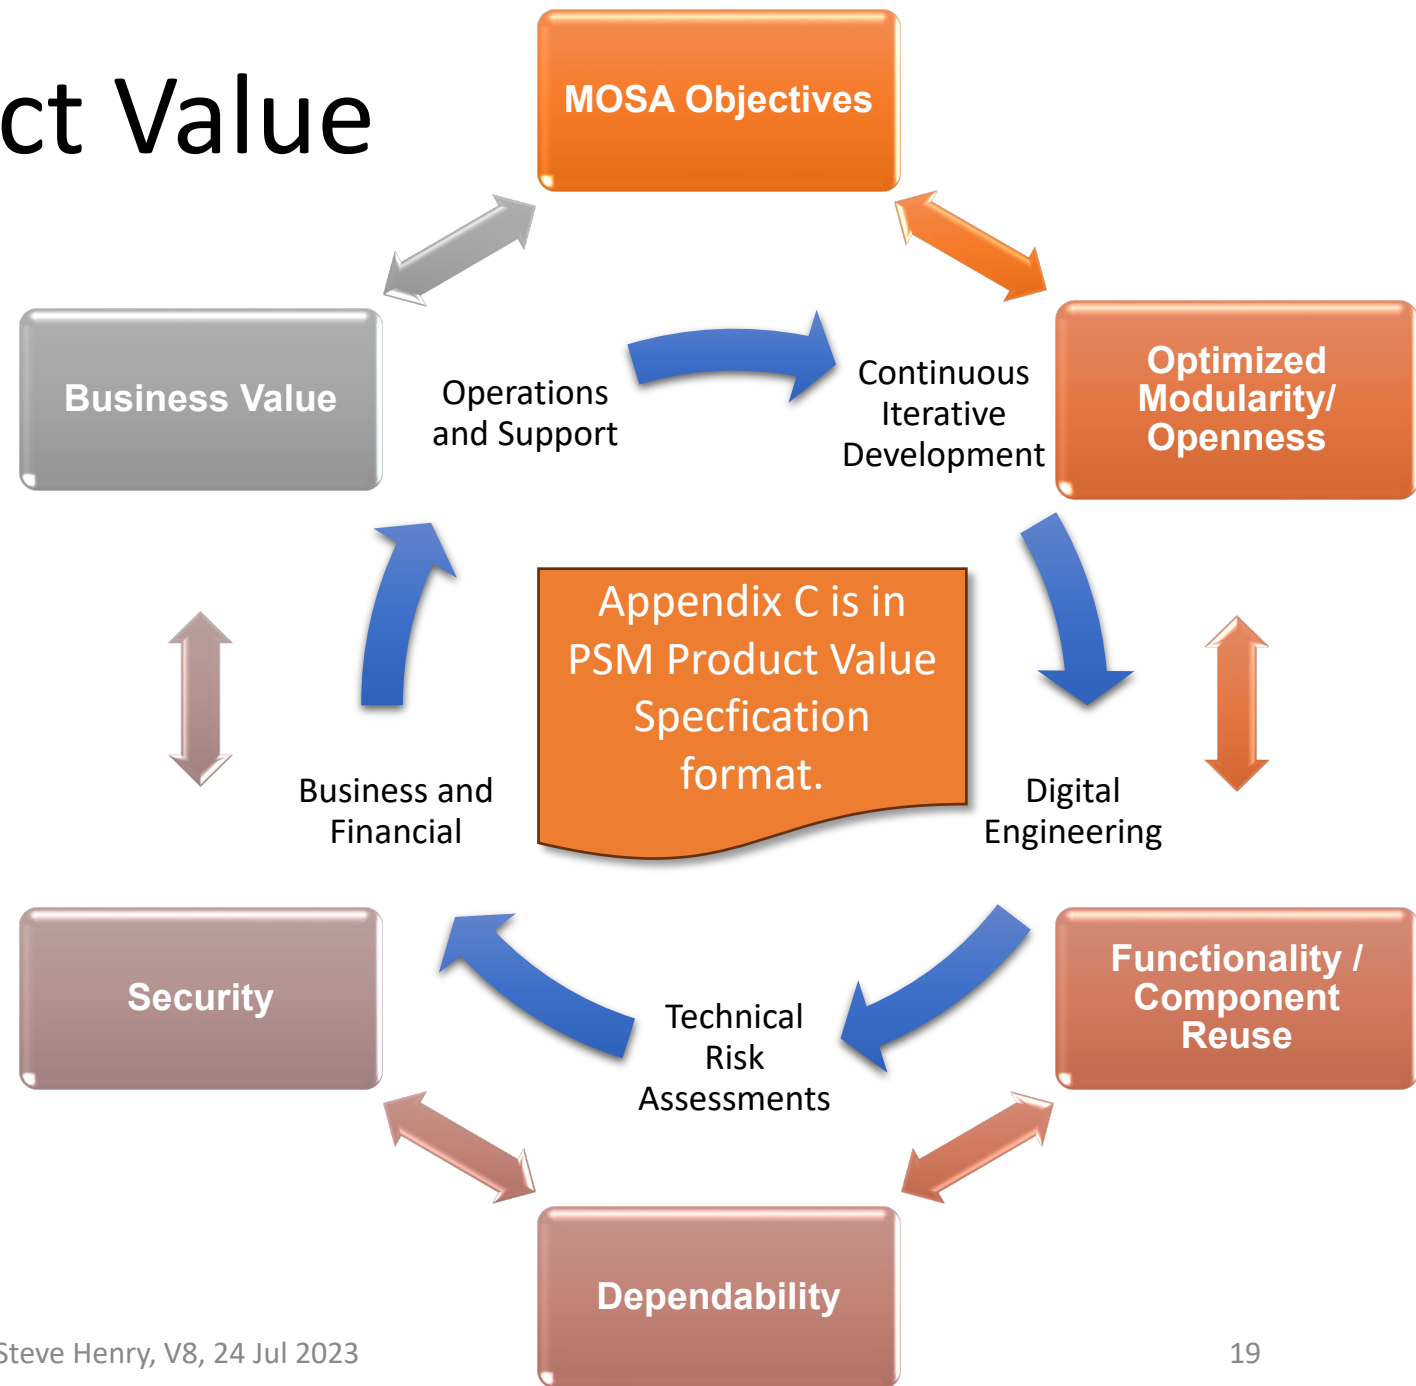 ct Value
MOSA Objectives
Business Value
Operations
and Support
Continuous
Iterative
Development
Optimized
Modularity/
Openness
Appendix C is in
PSM Product Value
Specfication
format.
Business and
Financial
Digital
Engineering
Security
Technical
Risk
Assessments
Functionality /
Component
Reuse
Dependability
Steve Henry, V8, 24 Jul 2023
19